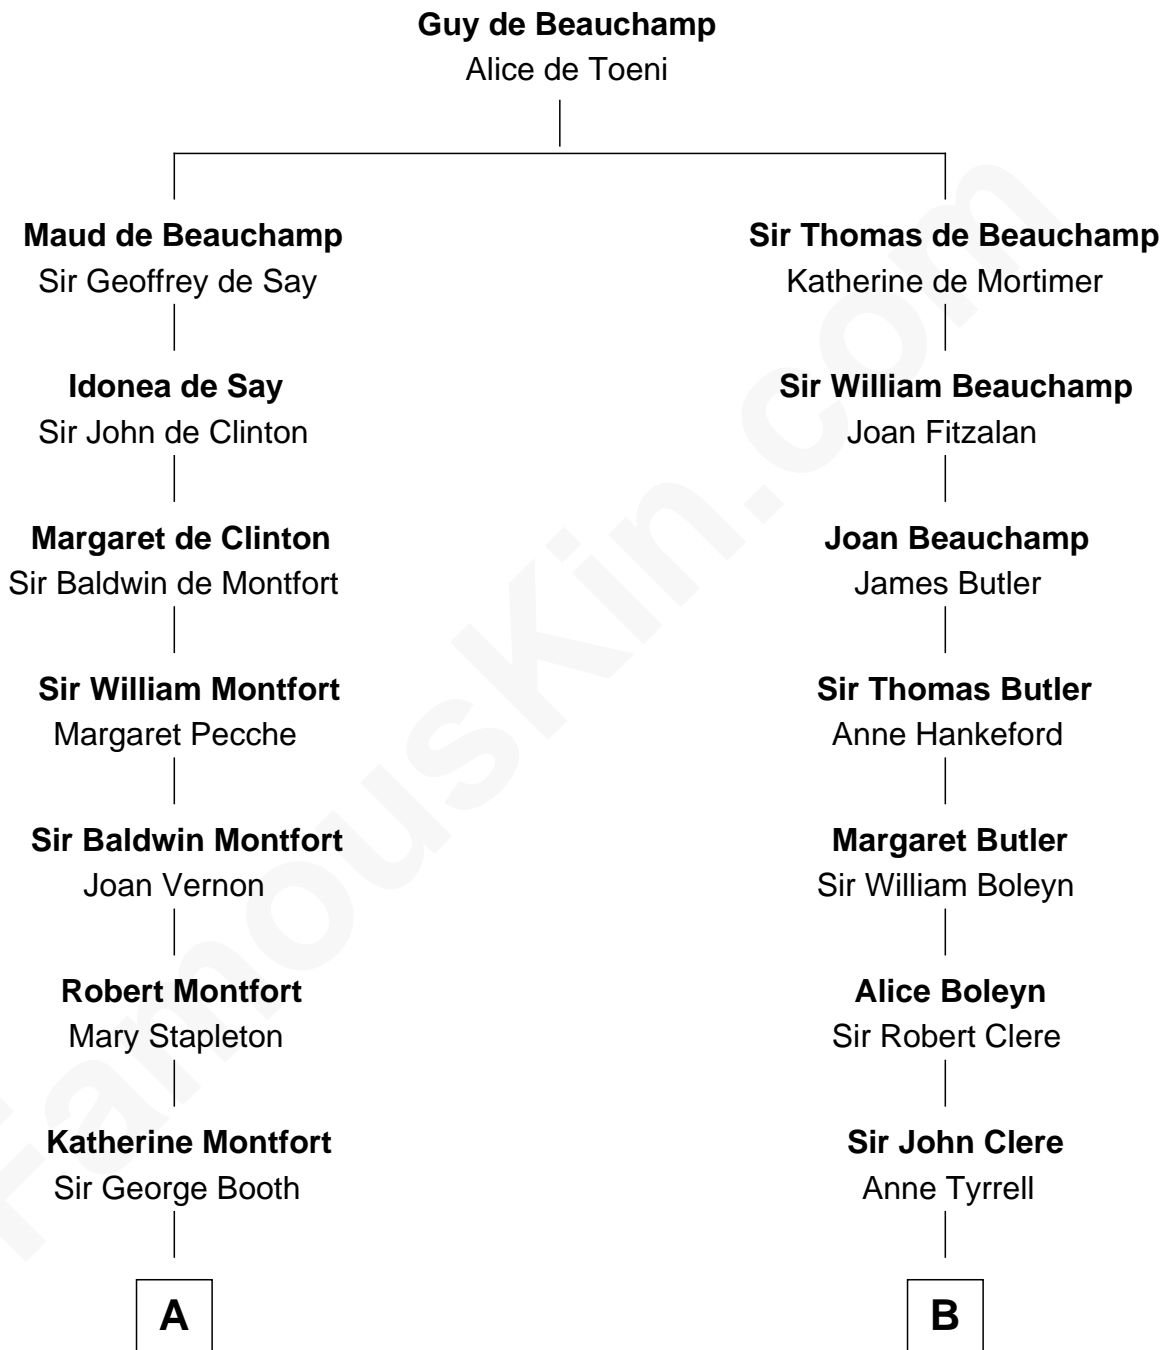 Guy de Beauchamp
Alice de Toeni
Maud de Beauchamp
Sir Geoffrey de Say
Idonea de Say
Sir John de Clinton
Margaret de Clinton
Sir Baldwin de Montfort
Sir William Montfort
Margaret Pecche
Sir Baldwin Montfort
Joan Vernon
Robert Montfort
Mary Stapleton
Katherine Montfort
Sir George Booth
A
Sir Thomas de Beauchamp
Katherine de Mortimer
Sir William Beauchamp
Joan Fitzalan
Joan Beauchamp
James Butler
Sir Thomas Butler
Anne Hankeford
Margaret Butler
Sir William Boleyn
Alice Boleyn
Sir Robert Clere
Sir John Clere
Anne Tyrrell
B
FamousKin.com